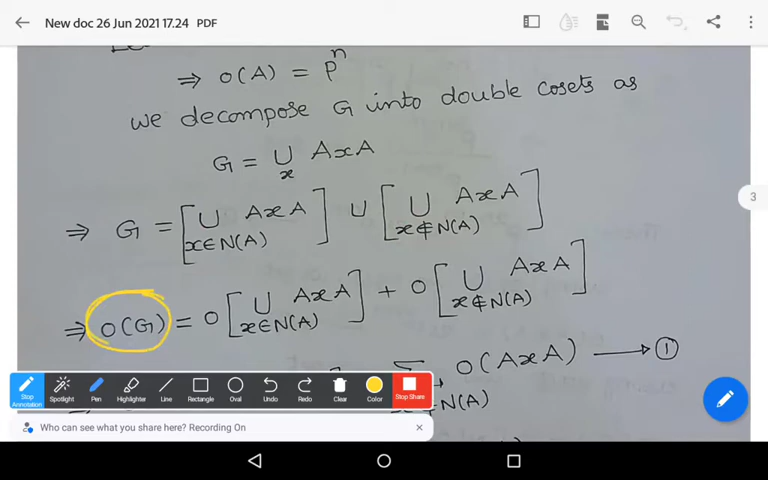 New doc 26 Jun 2021 17.24 PDF
⇒ O(A) = pⁿ
we decompose G into double cosets as
G = ∪ₓ AxA
⇒ G = [∪ AxA x∈N(A)] ∪ [∪ AxA x∉N(A)]
⇒ O(G) = O[∪ AxA x∈N(A)] + O[∪ AxA x∉N(A)]
∑ O(AxA) → ①
∉N(A)
3
Stop Annotation
Spotlight
Pen
Highlighter
Line
Rectangle
Oval
Undo
Redo
Clear
Color
Stop Share
Who can see what you share here? Recording On